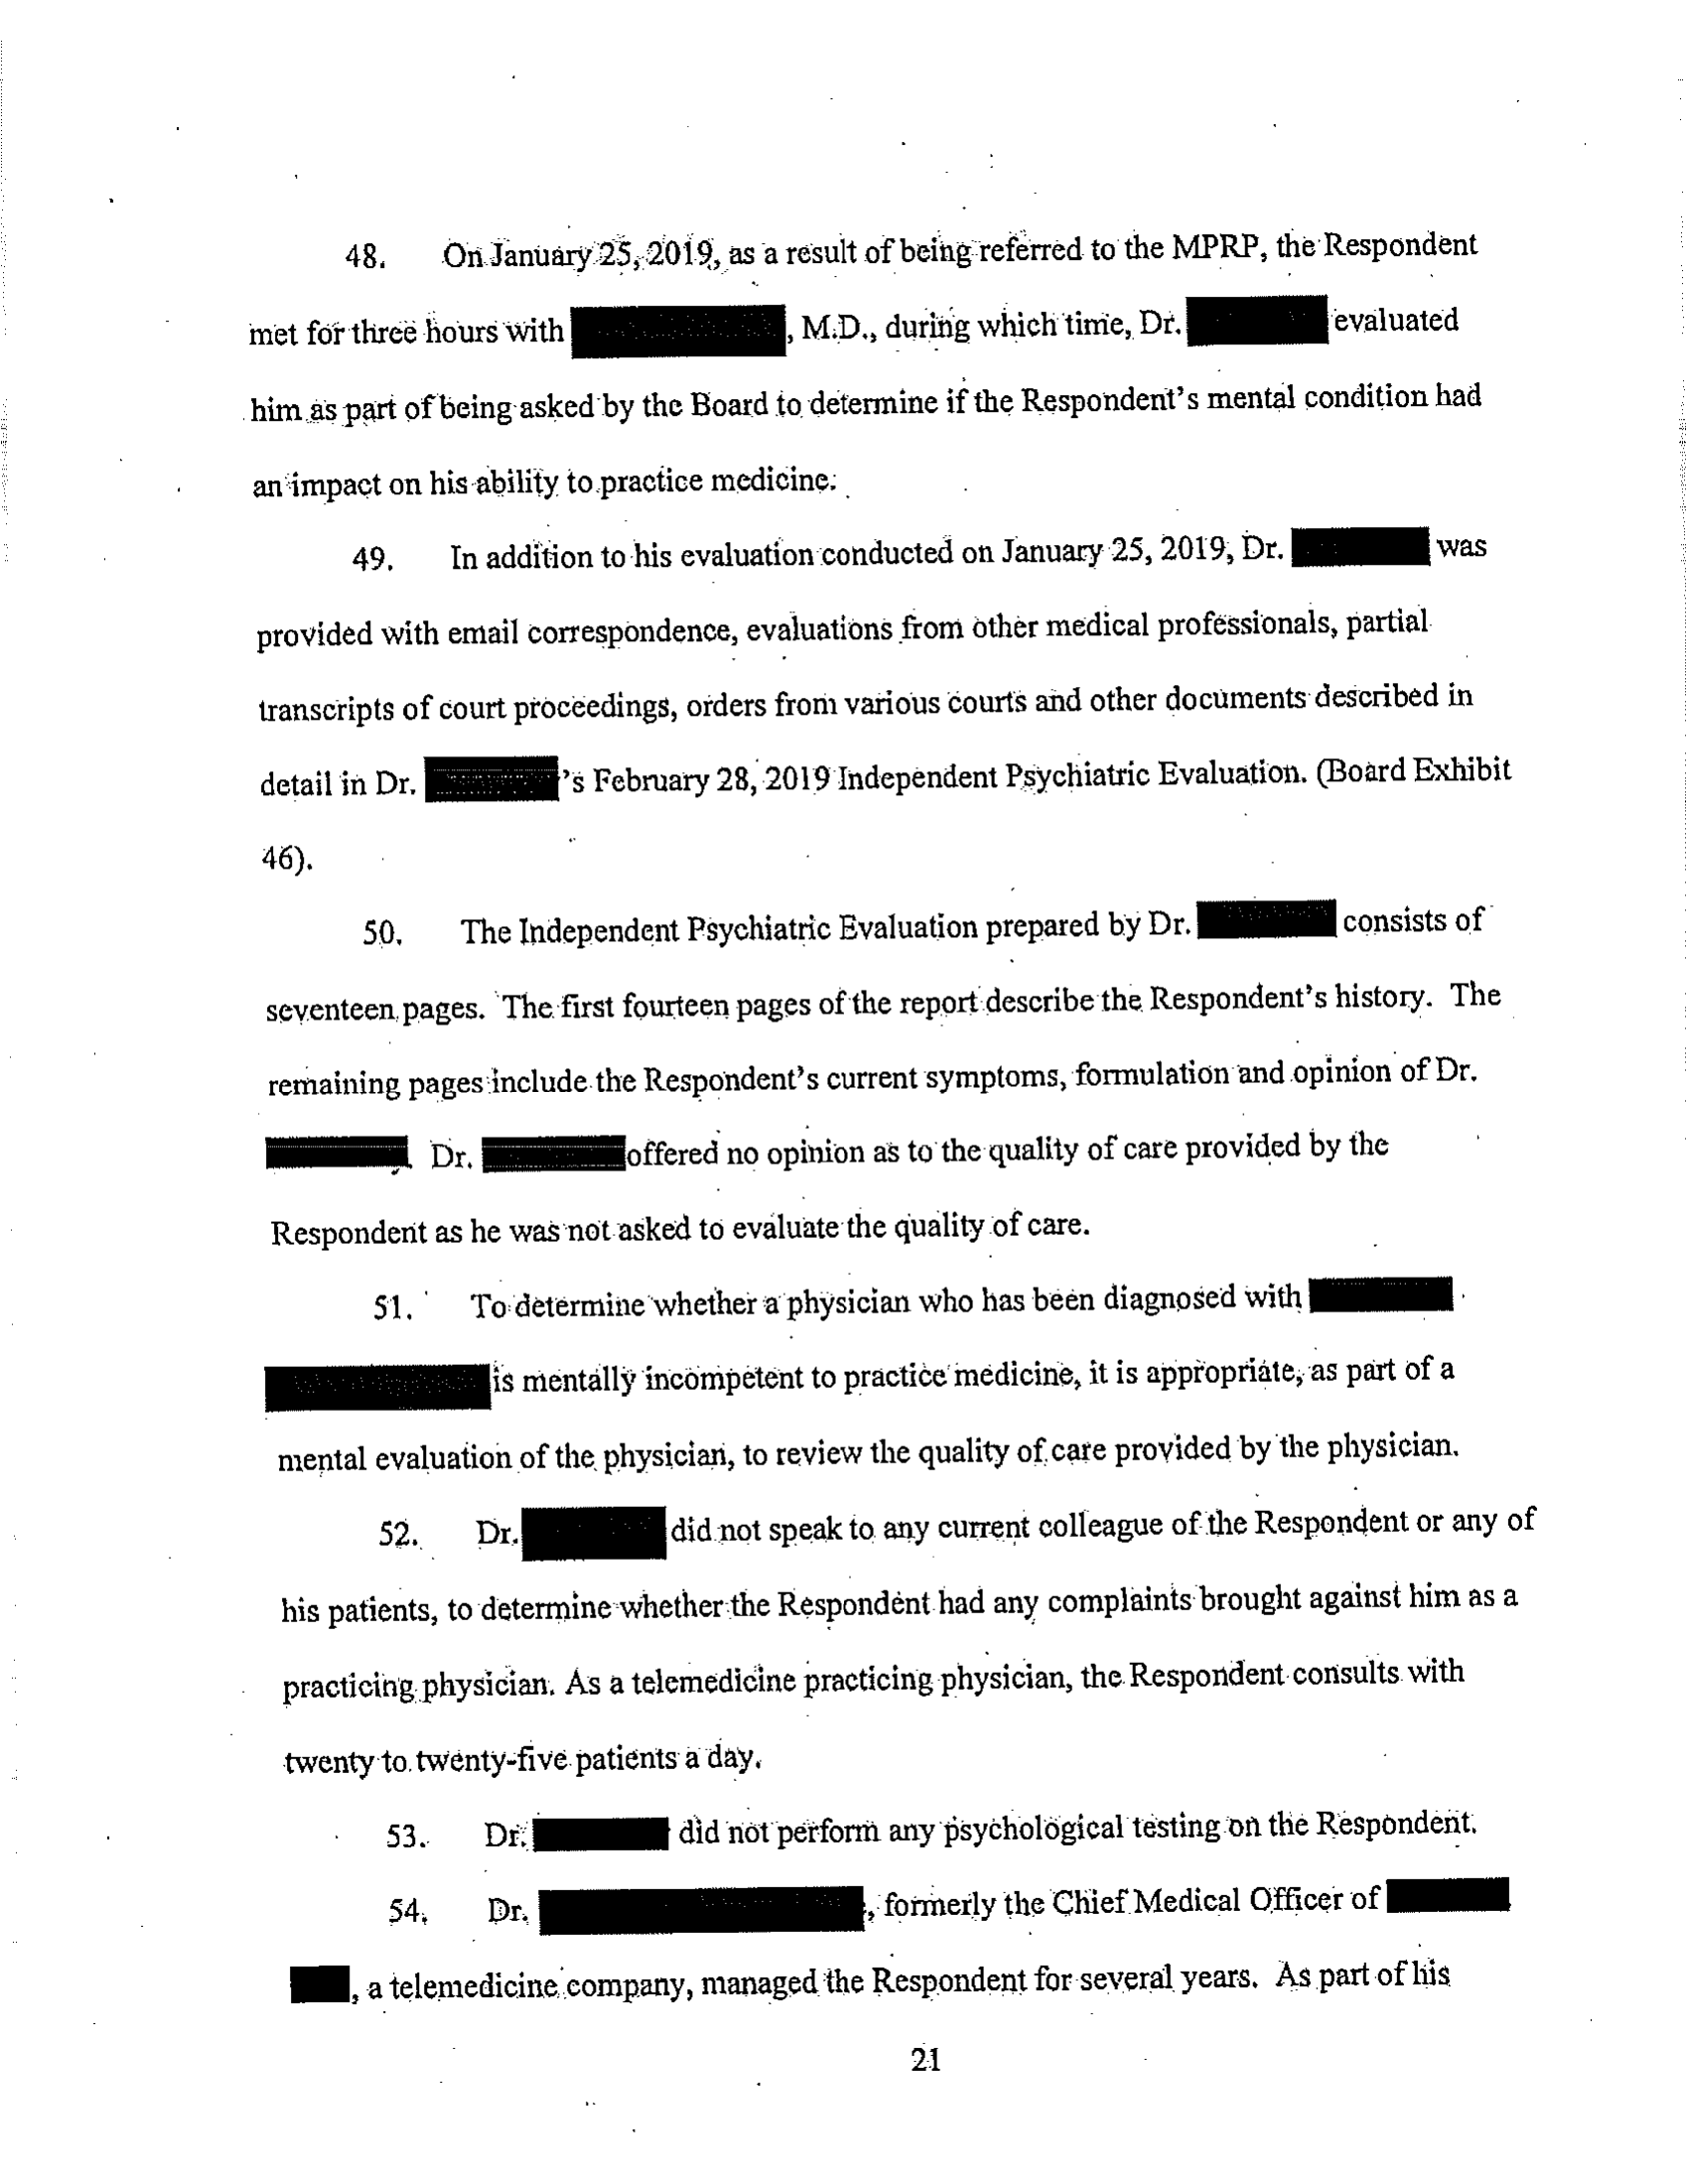 48. On January 25, 2019, as a result of being referred to the MPRP, the Respondent
met for three hours with , M.D., during which time, Dr. evaluated
him as part of being asked by the Board to determine if the Respondent's mental condition had
an impact on his ability to practice medicine.
49. In addition to his evaluation conducted on January 25, 2019, Dr. was
provided with email correspondence, evaluations from other medical professionals, partial
transcripts of court proceedings, orders from various courts and other documents described in
detail in Dr. 's February 28, 2019 Independent Psychiatric Evaluation. (Board Exhibit
46).
50. The Independent Psychiatric Evaluation prepared by Dr. consists of
seventeen pages. The first fourteen pages of the report describe the Respondent's history. The
remaining pages include the Respondent's current symptoms, formulation and opinion of Dr.
Dr. offered no opinion as to the quality of care provided by the
Respondent as he was not asked to evaluate the quality of care.
51. To determine whether a physician who has been diagnosed with
is mentally incompetent to practice medicine, it is appropriate, as part of a
mental evaluation of the physician, to review the quality of care provided by the physician.
52. Dr. did not speak to any current colleague of the Respondent or any of
his patients, to determine whether the Respondent had any complaints brought against him as a
practicing physician. As a telemedicine practicing physician, the Respondent consults with
twenty to twenty-five patients a day.
53. Dr. did not perform any psychological testing on the Respondent.
54. Dr. , formerly the Chief Medical Officer of
, a telemedicine company, managed the Respondent for several years. As part of his
21